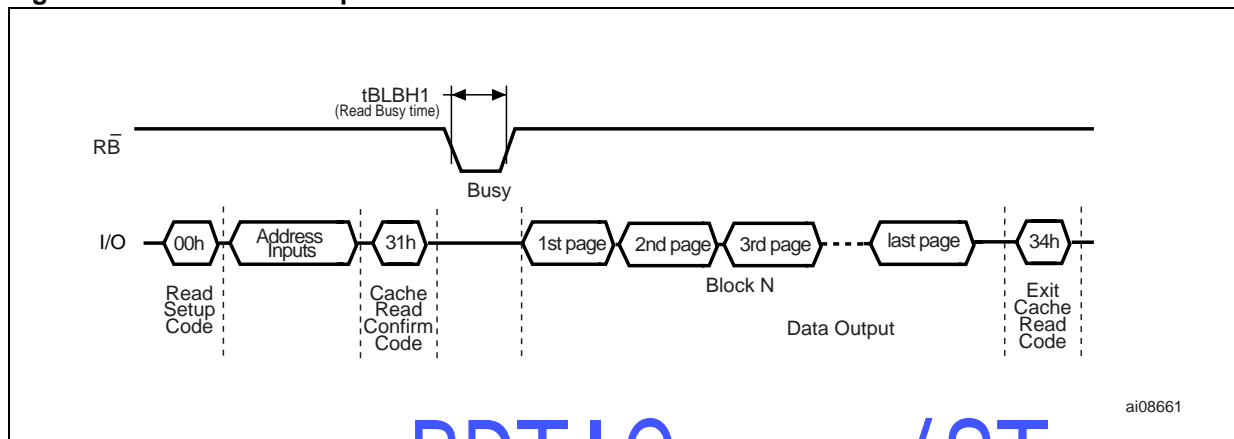 tBLBH1
(Read Busy time)
RB̅
Busy
I/O
00h
Address
Inputs
31h
1st page
2nd page
3rd page
last page
34h
Block N
Read
Setup
Code
Cache
Read
Confirm
Code
Data Output
Exit
Cache
Read
Code
ai08661